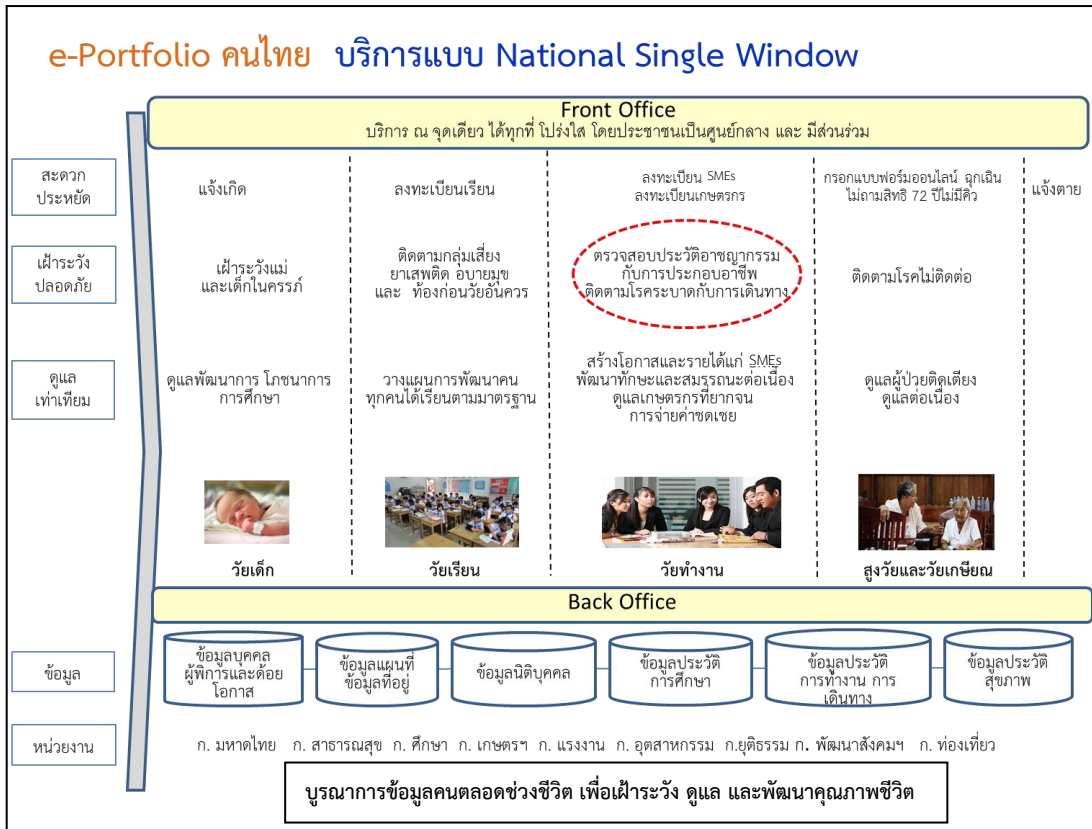 e-Portfolio คนไทย บริการแบบ National Single Window
Front Office
บริการ ณ จุดเดียว ได้ทุกที่ โปร่งใส โดยประชาชนเป็นศูนย์กลาง และ มีส่วนร่วม
สะดวก
ประหยัด
แจ้งเกิด
ลงทะเบียนเรียน
ลงทะเบียน SMEs
ลงทะเบียนเกษตรกร
กรอกแบบฟอร์มออนไลน์ ฉุกเฉิน
ไม่ถามสิทธิ 72 ปีไม่มีคิว
แจ้งตาย
เฝ้าระวัง
ปลอดภัย
เฝ้าระวังแม่
และเด็กในครรภ์
ติดตามกลุ่มเสี่ยง
ยาเสพติด อบายมุข
และ ท้องก่อนวัยอันควร
ตรวจสอบประวัติอาชญากรรม
กับการประกอบอาชีพ
ติดตามโรคระบาดกับการเดินทาง
ติดตามโรคไม่ติดต่อ
ดูแล
เท่าเทียม
ดูแลพัฒนาการ โภชนาการ
การศึกษา
วางแผนการพัฒนาคน
ทุกคนได้เรียนตามมาตรฐาน
สร้างโอกาสและรายได้แก่ SMEs
พัฒนาทักษะและสมรรถนะต่อเนื่อง
ดูแลเกษตรกรที่ยากจน
การจ่ายค่าชดเชย
ดูแลผู้ป่วยติดเตียง
ดูแลต่อเนื่อง
วัยเด็ก
วัยเรียน
วัยทำงาน
สูงวัยและวัยเกษียณ
Back Office
ข้อมูล
ข้อมูลบุคคล
ผู้พิการและด้อย
โอกาส
ข้อมูลแผนที่
ข้อมูลที่อยู่
ข้อมูลนิติบุคคล
ข้อมูลประวัติ
การศึกษา
ข้อมูลประวัติ
การทำงาน การ
เดินทาง
ข้อมูลประวัติ
สุขภาพ
หน่วยงาน
ก. มหาดไทย ก. สาธารณสุข ก. ศึกษา ก. เกษตรฯ ก. แรงงาน ก. อุตสาหกรรม ก.ยุติธรรม ก. พัฒนาสังคมฯ ก. ท่องเที่ยว
บูรณาการข้อมูลคนตลอดช่วงชีวิต เพื่อเฝ้าระวัง ดูแล และพัฒนาคุณภาพชีวิต